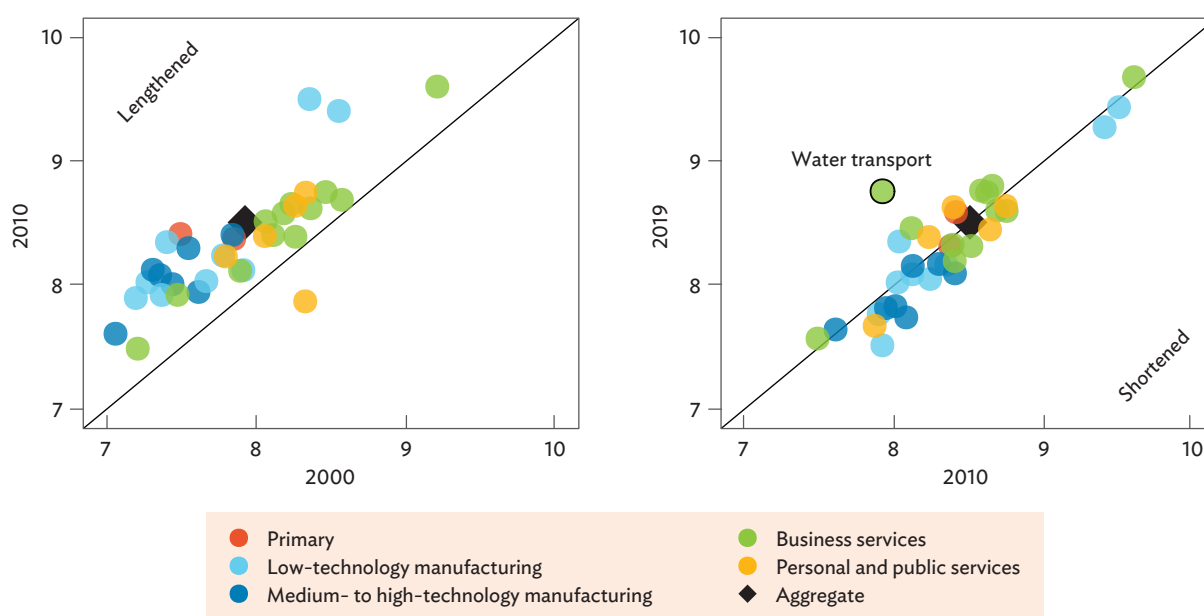 10
9
8
7
2010
Lengthened
7 8 9 10
2000
10
9
8
7
2019
Water transport
Shortened
7 8 9 10
2010
Primary
Low-technology manufacturing
Medium- to high-technology manufacturing
Business services
Personal and public services
Aggregate